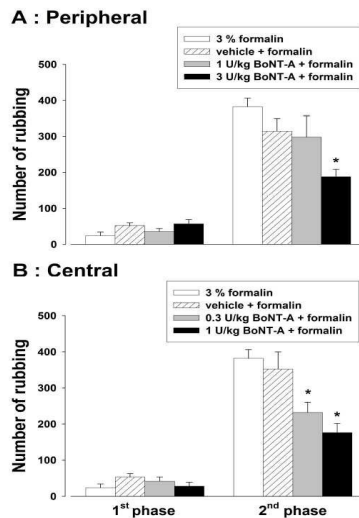 A : Peripheral
3 % formalin
vehicle + formalin
1 U/kg BoNT-A + formalin
3 U/kg BoNT-A + formalin
Number of rubbing
500
400
300
200
100
0
*
B : Central
3 % formalin
vehicle + formalin
0.3 U/kg BoNT-A + formalin
1 U/kg BoNT-A + formalin
Number of rubbing
500
400
300
200
100
0
*
*
1st phase
2nd phase